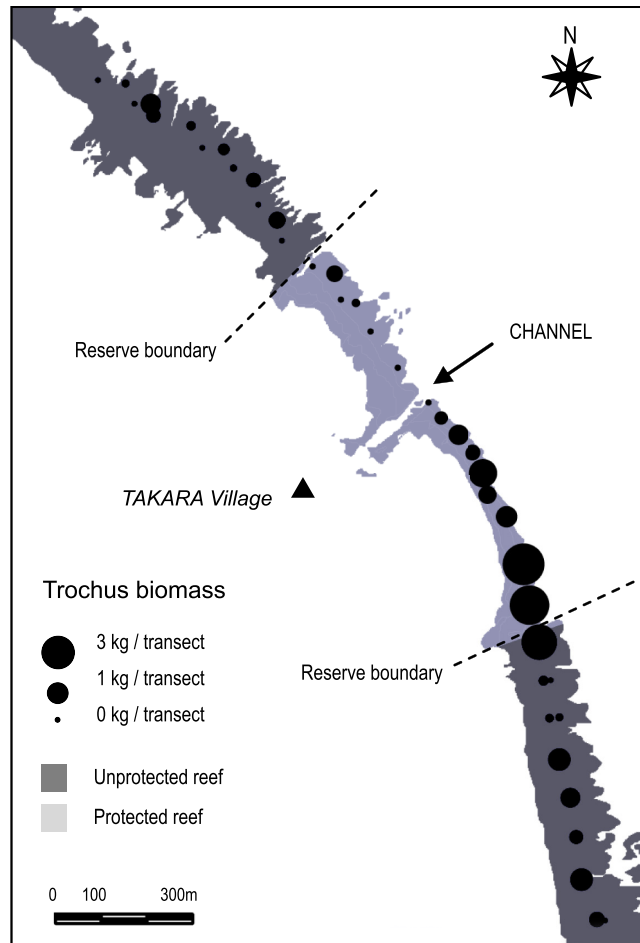 N
Reserve boundary
CHANNEL
TAKARA Village
Trochus biomass
3 kg / transect
1 kg / transect
0 kg / transect
Reserve boundary
Unprotected reef
Protected reef
0 100 300m